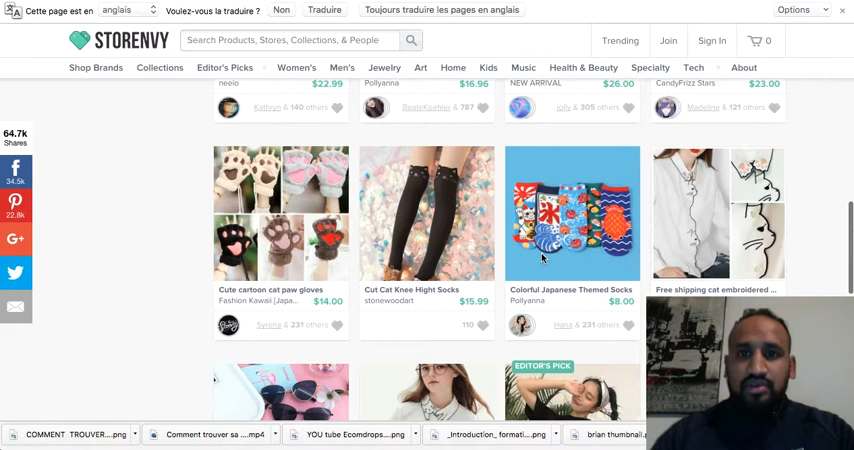 Cette page est en anglais Voulez-vous la traduire ? Non Traduire Toujours traduire les pages en anglais Options ×
STORENVY Search Products, Stores, Collections, & People Trending Join Sign In 0
Shop Brands Collections Editor's Picks Women's Men's Jewelry Art Home Kids Music Health & Beauty Specialty Tech About
neeio $22.99 Pollyanna $16.96 NEW ARRIVAL $26.00 CandyFrizz Stars $23.00
Kathryn & 140 others BeateKoehler & 787 jolly & 305 others Madeline & 121 others
64.7k
Shares
34.5k
22.8k
G+
氷
Cute cartoon cat paw gloves Cut Cat Knee Hight Socks Colorful Japanese Themed Socks Free shipping cat embroidered ...
Fashion Kawaii [Japa... $14.00 stonewoodart $15.99 Pollyanna $8.00
Syrena & 231 others 110 Hana & 231 others
EDITOR'S PICK
COMMENT TROUVER....png Comment trouver sa ....mp4 YOU tube Ecomdrops....png _Introduction_ formati....png brian thumbnail.p